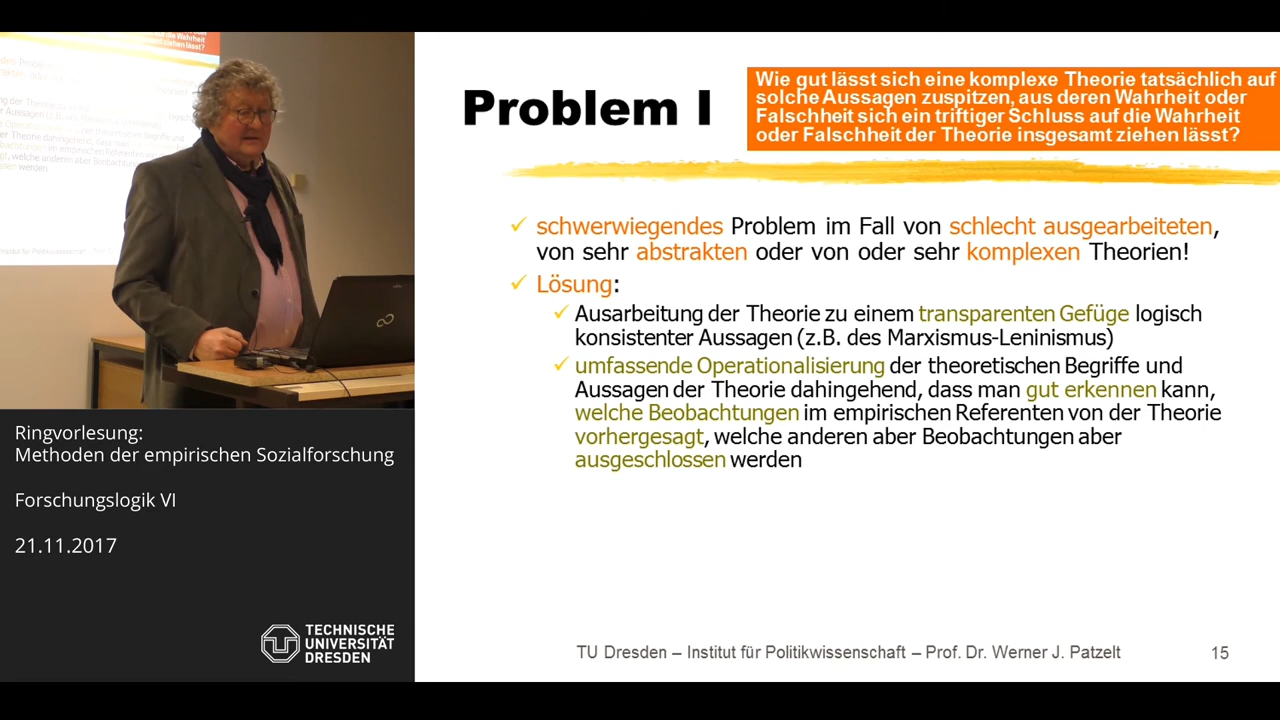 Problem I
Wie gut lässt sich eine komplexe Theorie tatsächlich auf
solche Aussagen zuspitzen, aus deren Wahrheit oder
Falschheit sich ein triftiger Schluss auf die Wahrheit
oder Falschheit der Theorie insgesamt ziehen lässt?
schwerwiegendes Problem im Fall von schlecht ausgearbeiteten,
von sehr abstrakten oder von oder sehr komplexen Theorien!
Lösung:
Ausarbeitung der Theorie zu einem transparenten Gefüge logisch
konsistenter Aussagen (z.B. des Marxismus-Leninismus)
umfassende Operationalisierung der theoretischen Begriffe und
Aussagen der Theorie dahingehend, dass man gut erkennen kann,
welche Beobachtungen im empirischen Referenten von der Theorie
vorhergesagt, welche anderen aber Beobachtungen aber
ausgeschlossen werden
TU Dresden – Institut für Politikwissenschaft – Prof. Dr. Werner J. Patzelt
15
Ringvorlesung:
Methoden der empirischen Sozialforschung
Forschungslogik VI
21.11.2017
TECHNISCHE
UNIVERSITÄT
DRESDEN